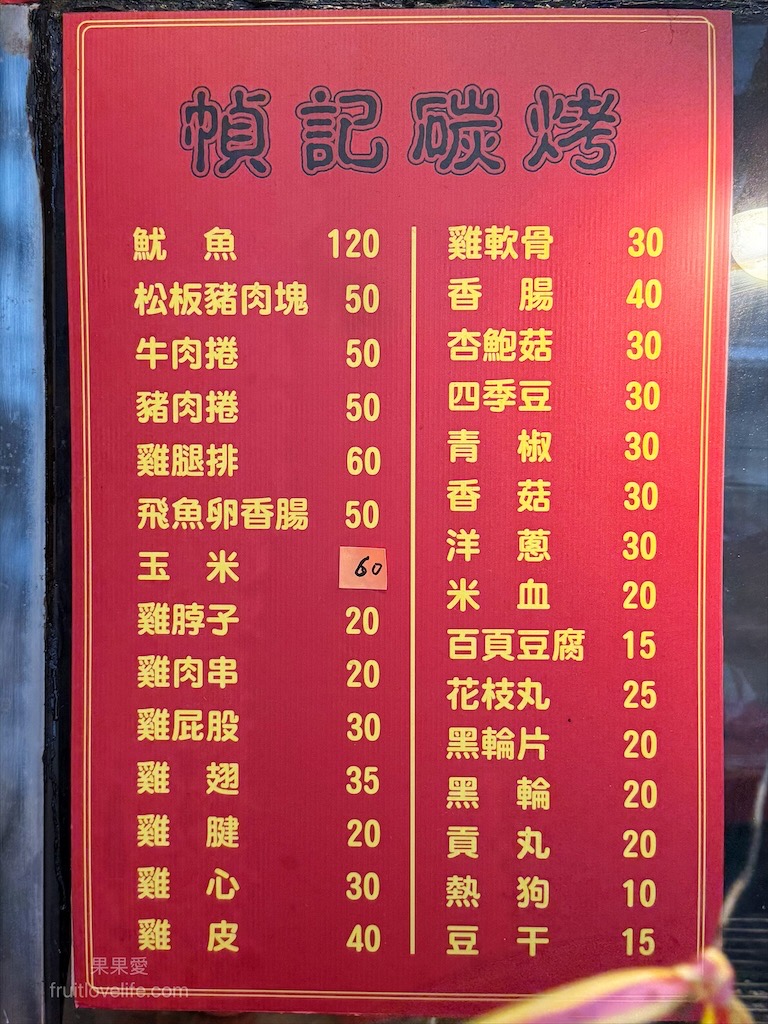 幀記碳烤
魷魚 120
松板豬肉塊 50
牛肉捲 50
豬肉捲 50
雞腿排 60
飛魚卵香腸 50
玉米 60
雞脖子 20
雞肉串 20
雞屁股 30
雞翅 35
雞腱 20
雞心 30
雞皮 40
雞軟骨 30
香腸 40
杏鮑菇 30
四季豆 30
青椒 30
香菇 30
洋蔥 30
米血 20
百頁豆腐 15
花枝丸 25
黑輪片 20
黑輪 20
貢丸 20
熱狗 10
豆干 15
果果愛
fruitlovelife.com